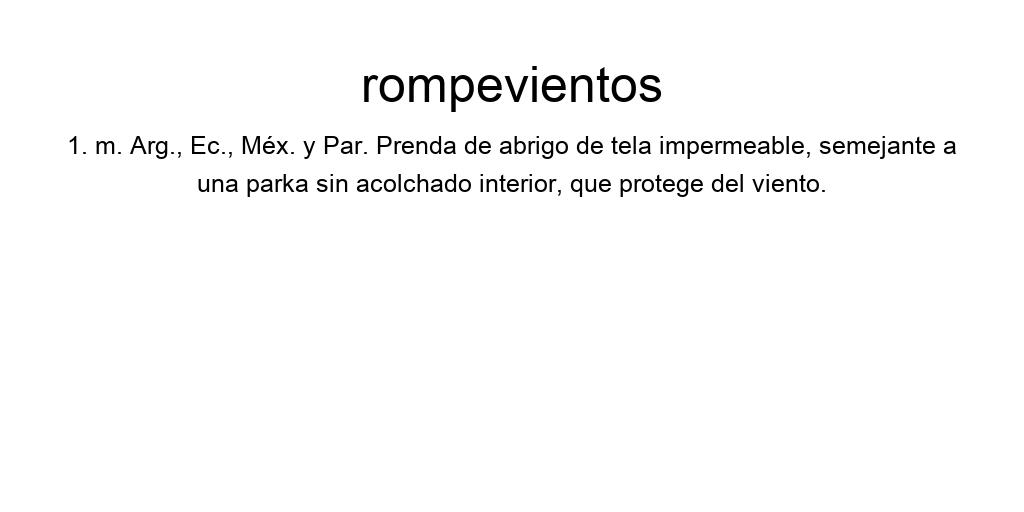 rompevientos
1. m. Arg., Ec., Méx. y Par. Prenda de abrigo de tela impermeable, semejante a
una parka sin acolchado interior, que protege del viento.